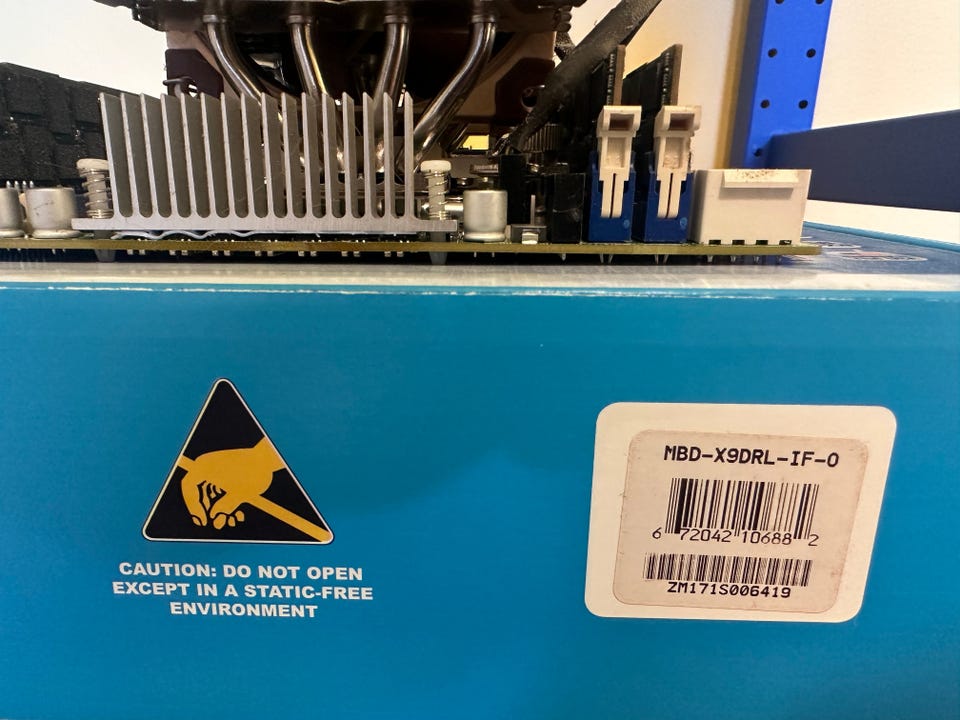 CAUTION: DO NOT OPEN
EXCEPT IN A STATIC-FREE
ENVIRONMENT
MBD-X9DRL-IF-O
6 72042 10688 2
ZM171S006419